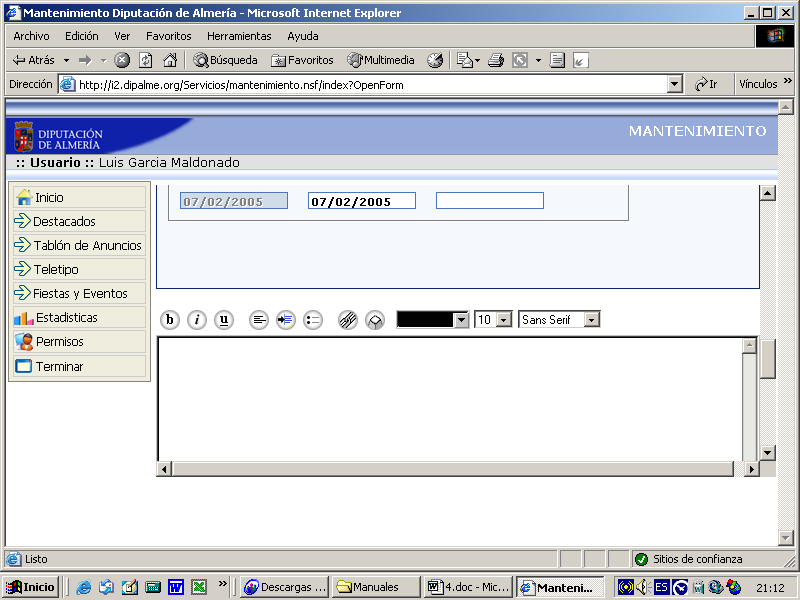 Mantenimiento Diputación de Almería - Microsoft Internet Explorer
Archivo Edición Ver Favoritos Herramientas Ayuda
Atrás Búsqueda Favoritos Multimedia
Dirección http://i2.dipalme.org/Servicios/mantenimiento.nsf/index?OpenForm Ir Vínculos »
DIPUTACIÓN
DE ALMERÍA
MANTENIMIENTO
:: Usuario :: Luis Garcia Maldonado
Inicio
Destacados
Tablón de Anuncios
Teletipo
Fiestas y Eventos
Estadisticas
Permisos
Terminar
07/02/2005 07/02/2005
b i u 10 Sans Serif
Listo Sitios de confianza
Inicio » Descargas ... Manuales 4.doc - Mic... Manteni... ES 21:12